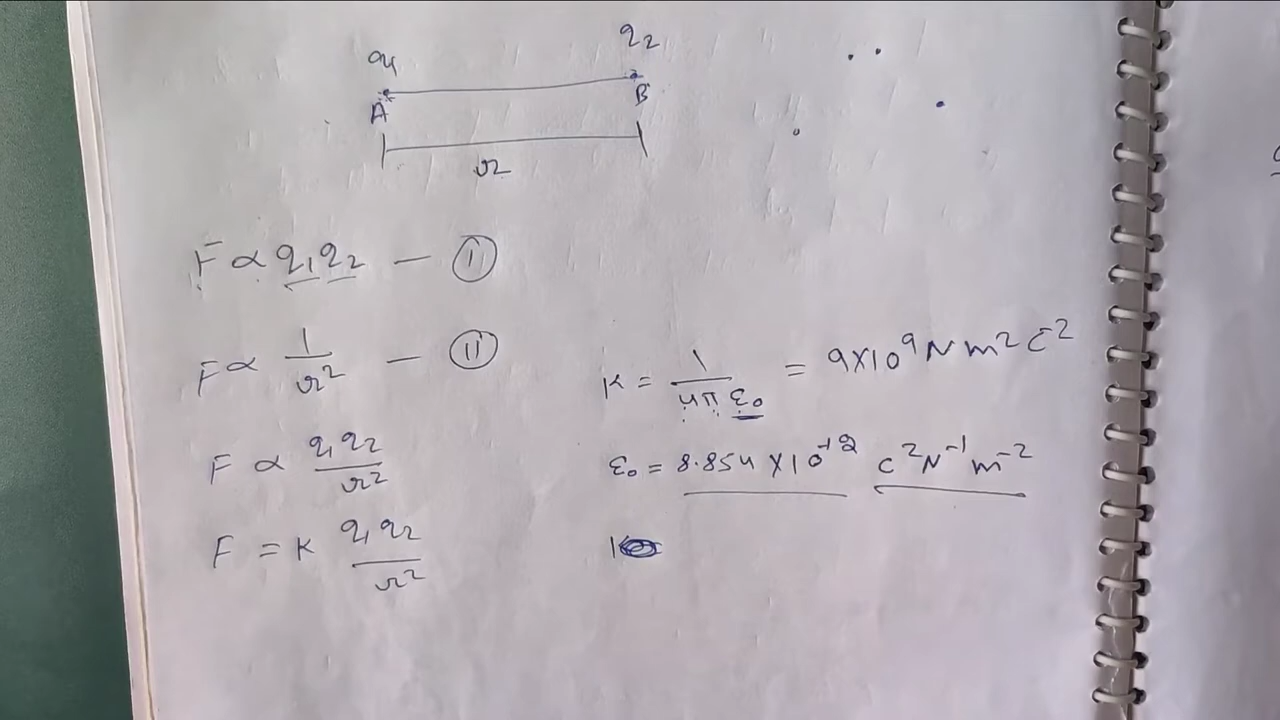 q₁ q₂
A B
r
F ∝ q₁q₂ — ⓘ
F ∝ 1/r² — ⓘⓘ
F ∝ q₁q₂/r²
F = K q₁q₂/r²
K = 1/4πε₀ = 9×10⁹ N m² C⁻²
ε₀ = 8.854 × 10⁻¹² C² N⁻¹ m⁻²